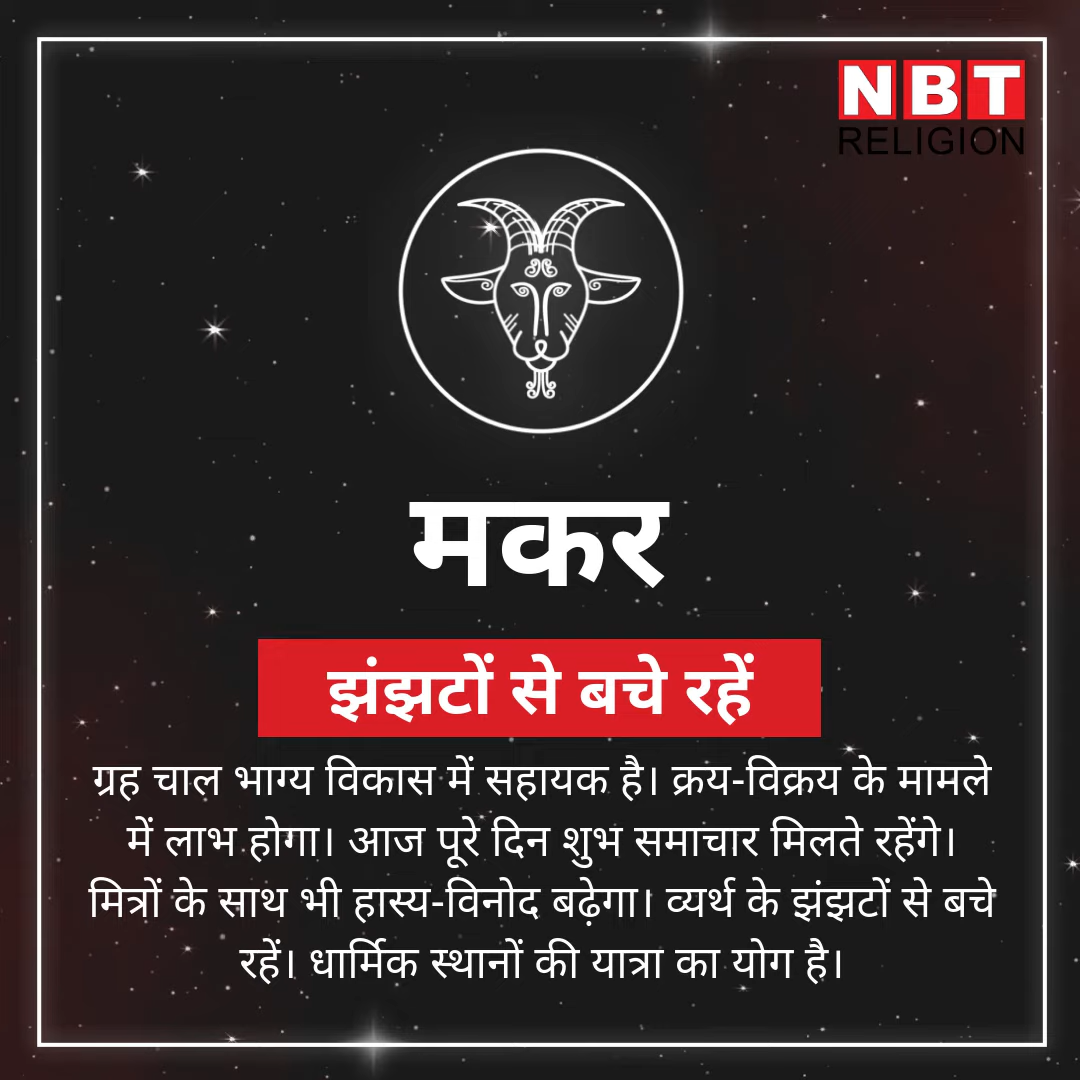 NBT
RELIGION
मकर
झंझटों से बचे रहें
ग्रह चाल भाग्य विकास में सहायक है। क्रय-विक्रय के मामले
में लाभ होगा। आज पूरे दिन शुभ समाचार मिलते रहेंगे।
मित्रों के साथ भी हास्य-विनोद बढ़ेगा। व्यर्थ के झंझटों से बचे
रहें। धार्मिक स्थानों की यात्रा का योग है।